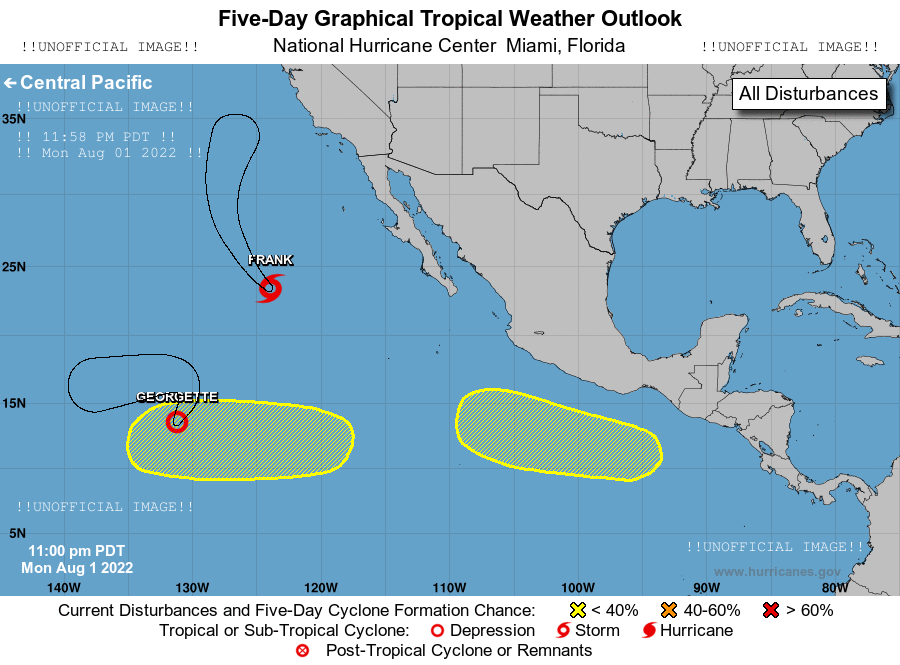 Five-Day Graphical Tropical Weather Outlook
!!UNOFFICIAL IMAGE!! National Hurricane Center Miami, Florida !!UNOFFICIAL IMAGE!!
← Central Pacific
All Disturbances
!!UNOFFICIAL IMAGE!!
35N
!! 11:58 PM PDT !!
!! Mon Aug 01 2022 !!
FRANK
25N
GEORGETTE
15N
!!UNOFFICIAL IMAGE!!
5N
11:00 pm PDT
Mon Aug 1 2022
!!UNOFFICIAL IMAGE!!
www.hurricanes.gov
140W 130W 120W 110W 100W 90W 80W
Current Disturbances and Five-Day Cyclone Formation Chance: < 40% 40-60% > 60%
Tropical or Sub-Tropical Cyclone: Depression Storm Hurricane
Post-Tropical Cyclone or Remnants